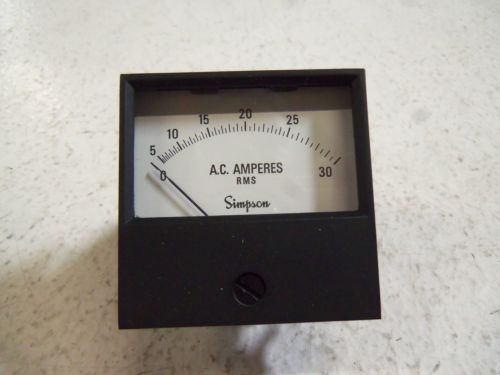 5 10 15 20 25
0 30
A.C. AMPERES
RMS
Simpson